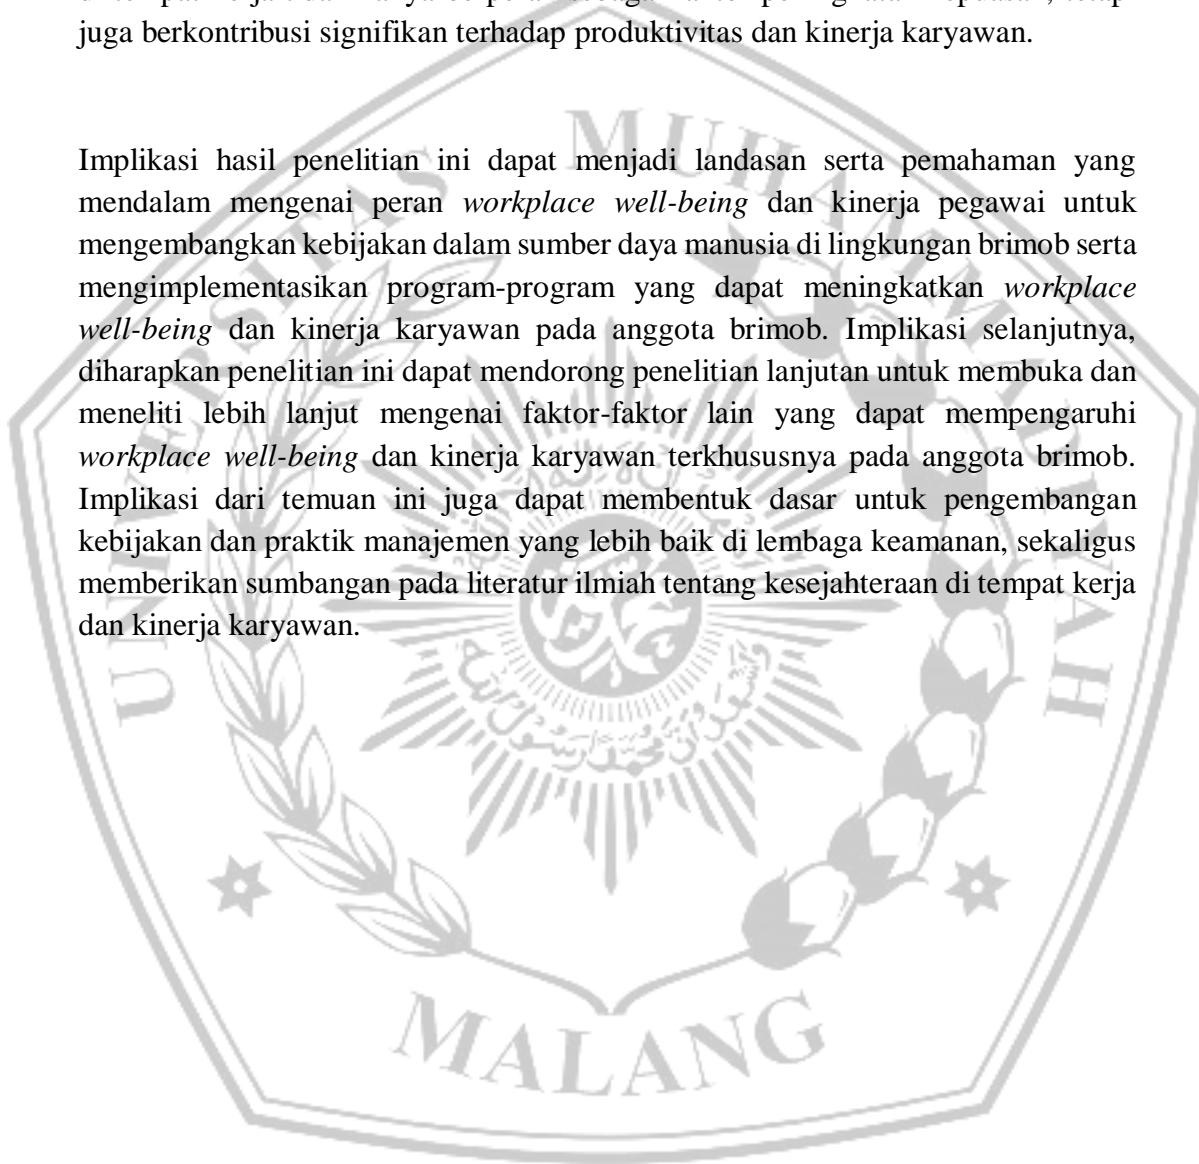 juga berkontribusi signifikan terhadap produktivitas dan kinerja karyawan.
Implikasi hasil penelitian ini dapat menjadi landasan serta pemahaman yang
mendalam mengenai peran workplace well-being dan kinerja pegawai untuk
mengembangkan kebijakan dalam sumber daya manusia di lingkungan brimob serta
mengimplementasikan program-program yang dapat meningkatkan workplace
well-being dan kinerja karyawan pada anggota brimob. Implikasi selanjutnya,
diharapkan penelitian ini dapat mendorong penelitian lanjutan untuk membuka dan
meneliti lebih lanjut mengenai faktor-faktor lain yang dapat mempengaruhi
workplace well-being dan kinerja karyawan terkhususnya pada anggota brimob.
Implikasi dari temuan ini juga dapat membentuk dasar untuk pengembangan
kebijakan dan praktik manajemen yang lebih baik di lembaga keamanan, sekaligus
memberikan sumbangan pada literatur ilmiah tentang kesejahteraan di tempat kerja
dan kinerja karyawan.
UNIVERSITAS MUHAMMADIYAH
MALANG